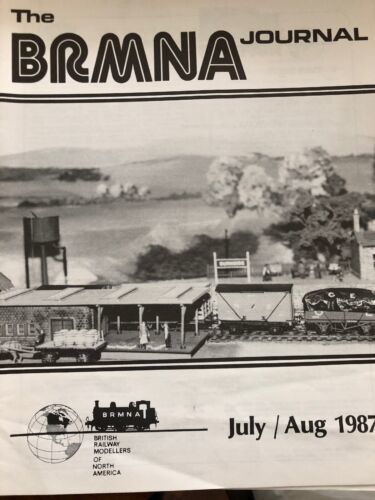 The
BRMNA JOURNAL
G E
BRMNA
BRITISH
RAILWAY
MODELLERS
OF
NORTH
AMERICA
July / Aug 1987